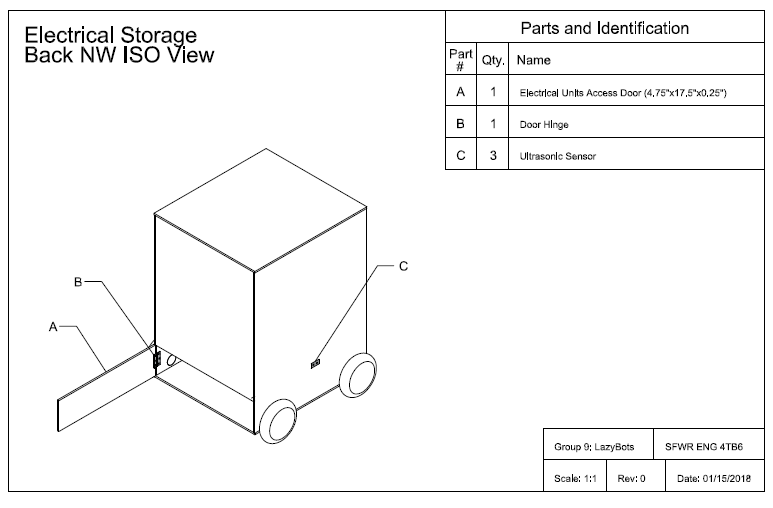 Electrical Storage
Back NW ISO View
Parts and Identification
Part # Qty. Name
A 1 Electrical Units Access Door (4.75"x17.5"x0.25")
B 1 Door Hinge
C 3 Ultrasonic Sensor
C
B
A
Group 9: LazyBots SFWR ENG 4TB6
Scale: 1:1 Rev: 0 Date: 01/15/2018